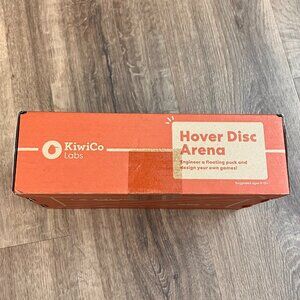 KiwiCo
Labs
Hover Disc
Arena
Engineer a floating puck and
design your own games!